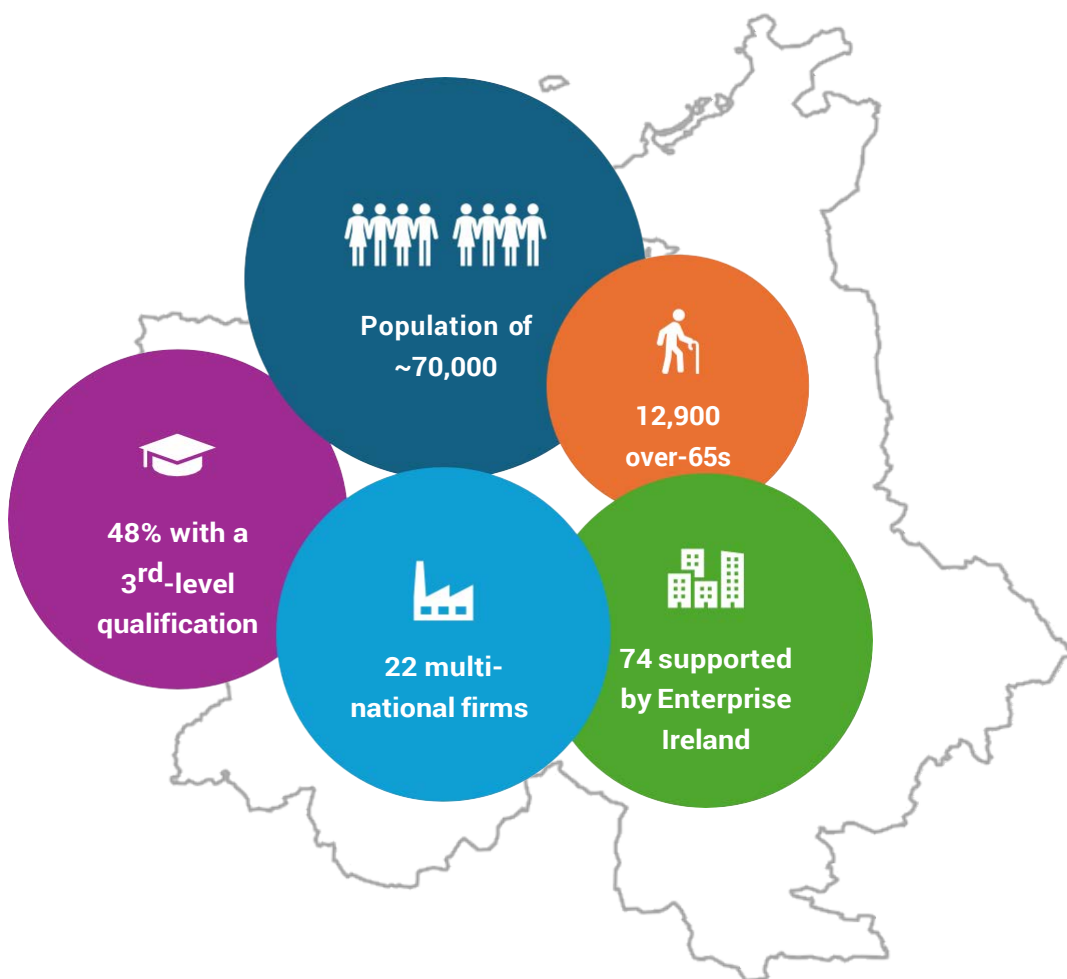 Population of
~70,000
12,900
over-65s
48% with a
3rd-level
qualification
22 multi-
national firms
74 supported
by Enterprise
Ireland